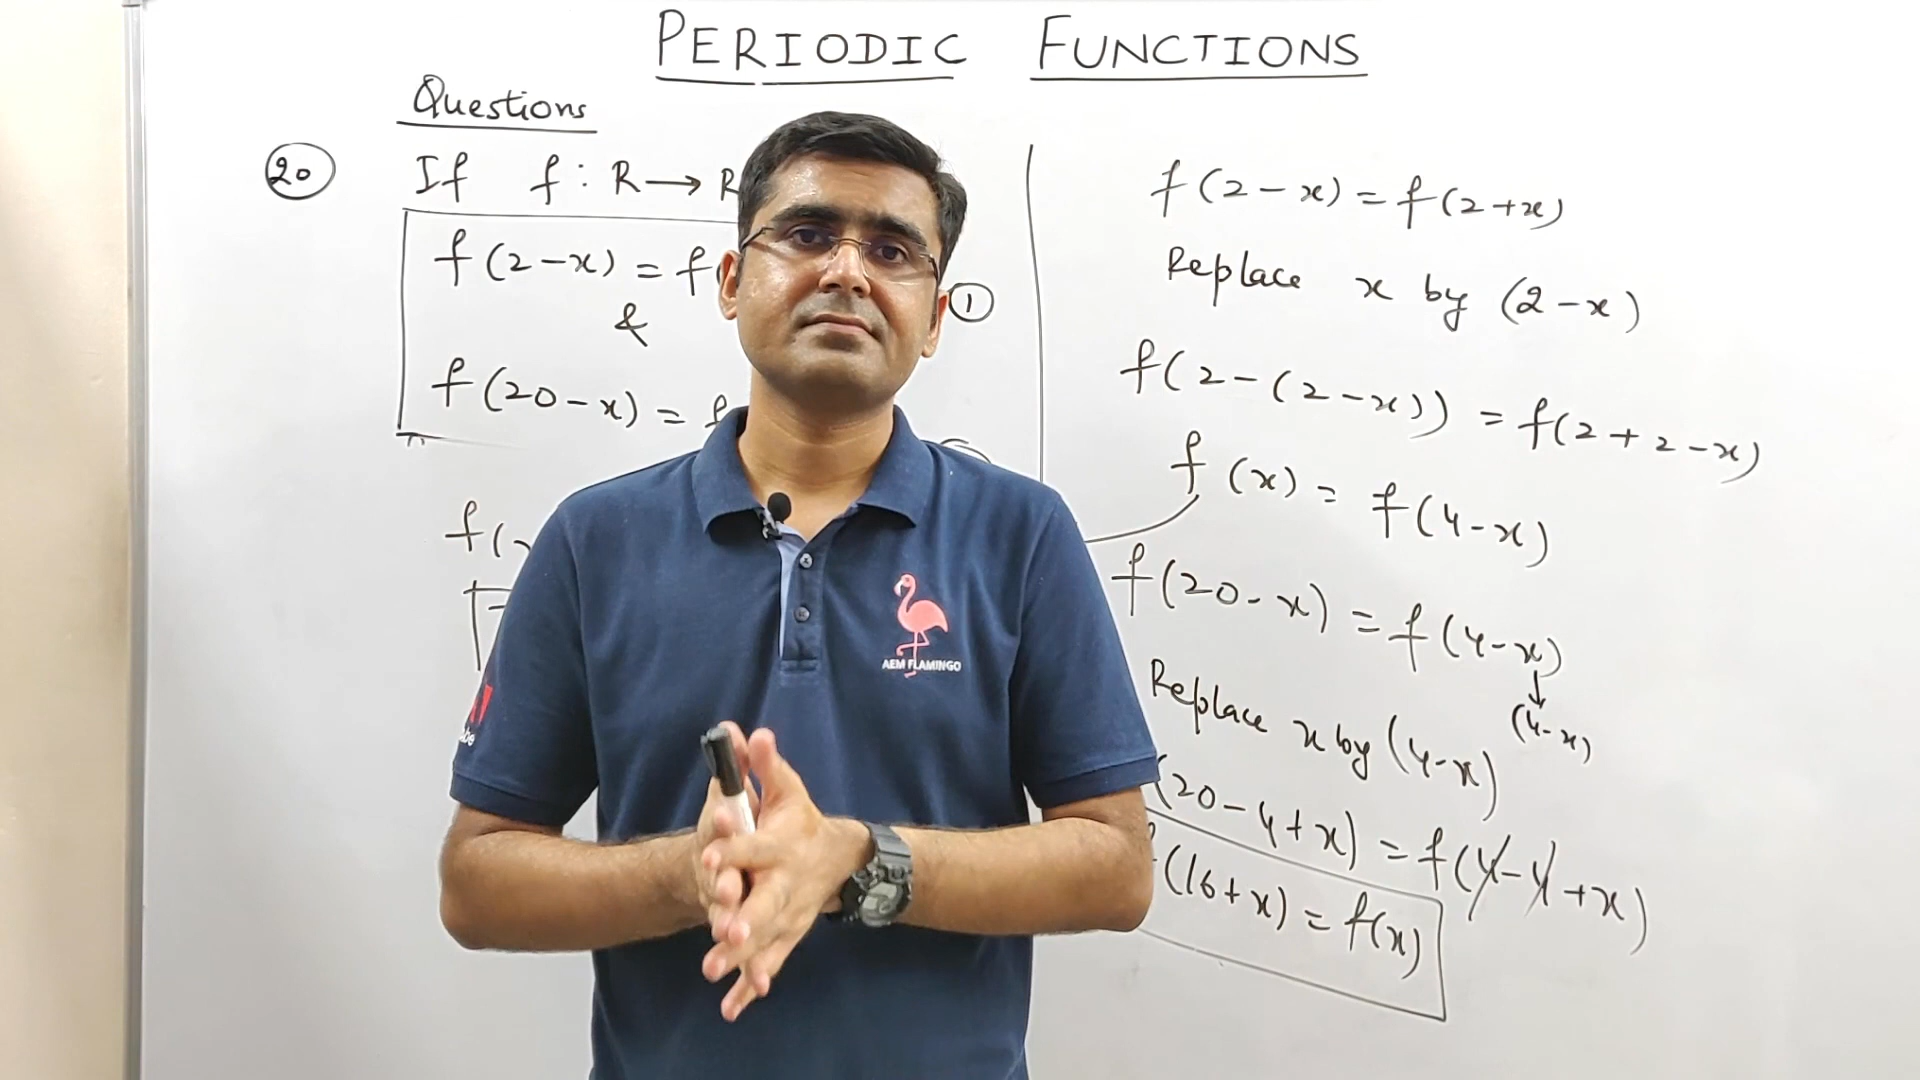 PERIODIC FUNCTIONS
Questions
20 If f : R → R
f(2-x) = f(
1
&
f(20-x) = f
f(
f(2-x) = f(2+x)
Replace x by (2-x)
f(2-(2-x)) = f(2+2-x)
f(x) = f(4-x)
f(20-x) = f(4-x)
↓
(4-x)
Replace x by (4-x)
(20-4+x) = f(4-4+x)
(16+x) = f(x)
AEM FLAMINGO